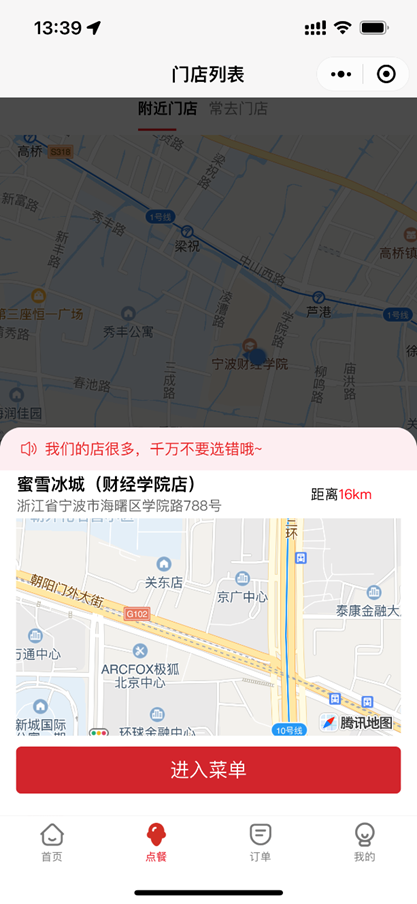 13:39
门店列表
附近门店 常去门店
高桥
S318
梁祝路
新富路
秀丰路
新丰路
1号线
梁祝
中山西路
高桥镇
第三座恒一广场
秀丰公寓
凌漕路
学院路
芦港
1号线
宁波财经学院
三成路
春池路
柳鸣路
庙洪路
海润佳园
我们的店很多，千万不要选错哦~
蜜雪冰城（财经学院店）
距离16km
浙江省宁波市海曙区学院路788号
朝阳门外大街
关东店
京广中心
泰康金融大
G102
万通中心
ARCFOX极狐
北京中心
新城国际
环球金融中心
10号线
腾讯地图
进入菜单
首页
点餐
订单
我的